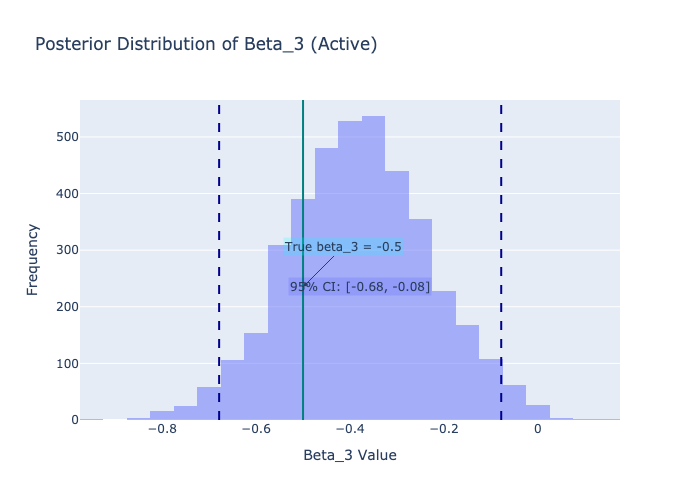 Posterior Distribution of Beta_3 (Active)
500
400
300
200
100
0
Frequency
True beta_3 = -0.5
95% CI: [-0.68, -0.08]
−0.8
−0.6
−0.4
−0.2
0
Beta_3 Value